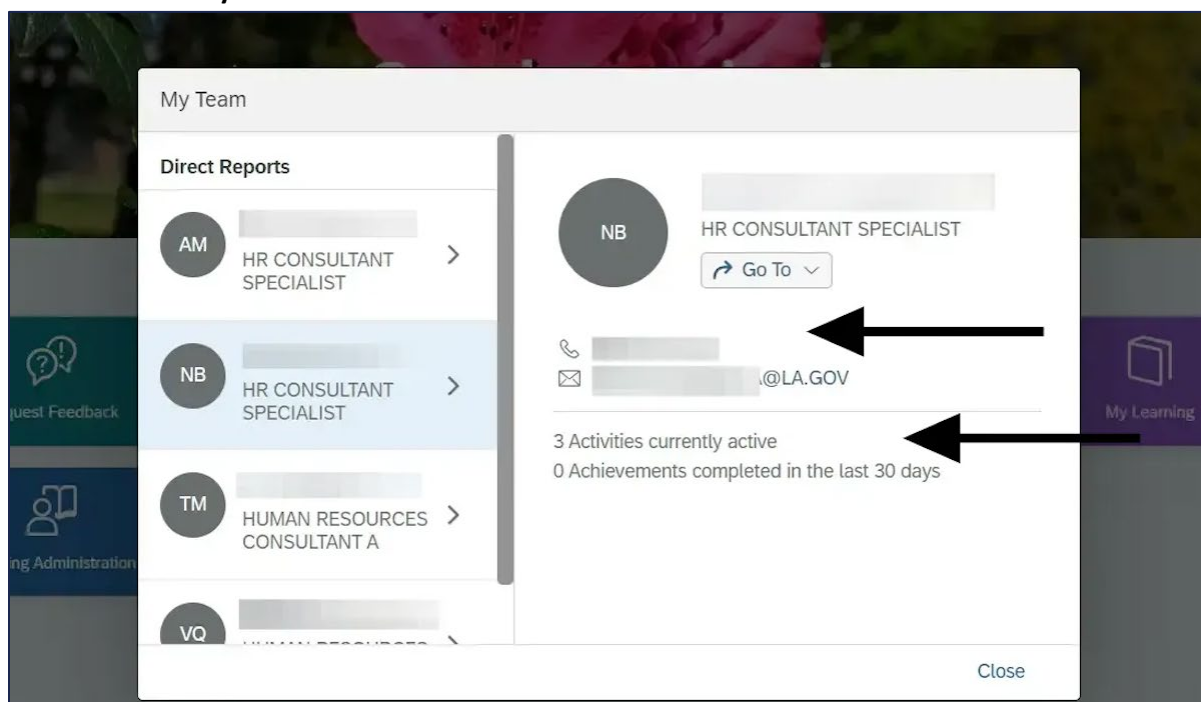 My Team
Direct Reports
AM
HR CONSULTANT
SPECIALIST
NB
HR CONSULTANT
SPECIALIST
TM
HUMAN RESOURCES
CONSULTANT A
VQ
HUMAN RESOURCES
NB
HR CONSULTANT SPECIALIST
Go To
@LA.GOV
3 Activities currently active
0 Achievements completed in the last 30 days
Close
Feedback
Administration
My Learning